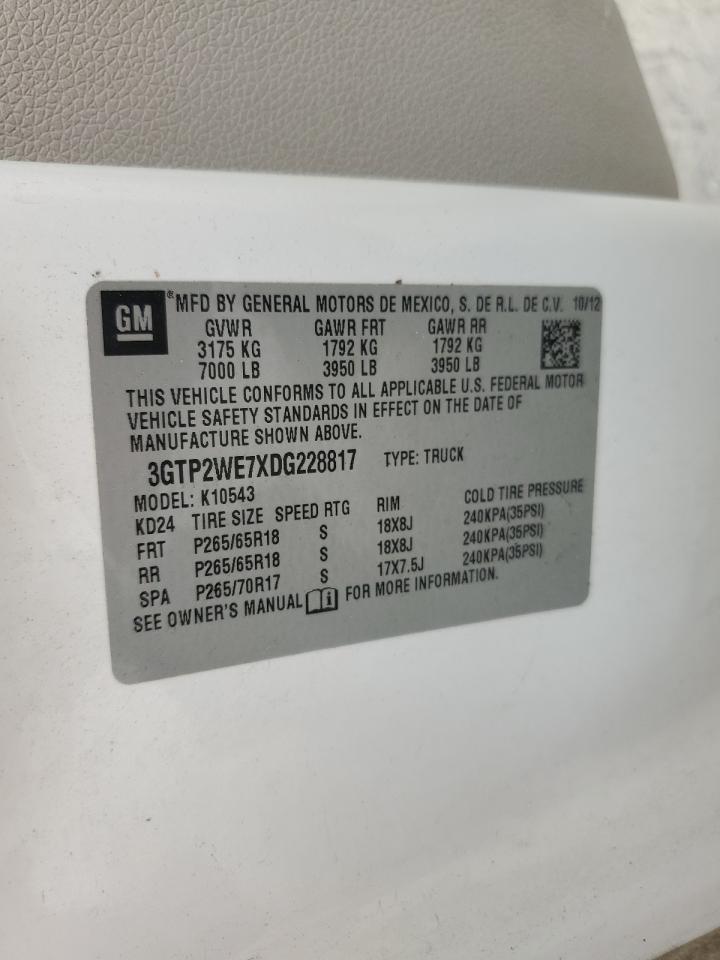 GM ® MFD BY GENERAL MOTORS DE MEXICO, S. DE R.L. DE C.V. 10/12
GVWR GAWR FRT GAWR RR
3175 KG 1792 KG 1792 KG
7000 LB 3950 LB 3950 LB
THIS VEHICLE CONFORMS TO ALL APPLICABLE U.S. FEDERAL MOTOR
VEHICLE SAFETY STANDARDS IN EFFECT ON THE DATE OF
MANUFACTURE SHOWN ABOVE.
3GTP2WE7XDG228817 TYPE: TRUCK
MODEL: K10543
KD24 TIRE SIZE SPEED RTG RIM COLD TIRE PRESSURE
FRT P265/65R18 S 18X8J 240KPA(35PSI)
RR P265/65R18 S 18X8J 240KPA(35PSI)
SPA P265/70R17 S 17X7.5J 240KPA(35PSI)
SEE OWNER'S MANUAL i FOR MORE INFORMATION.